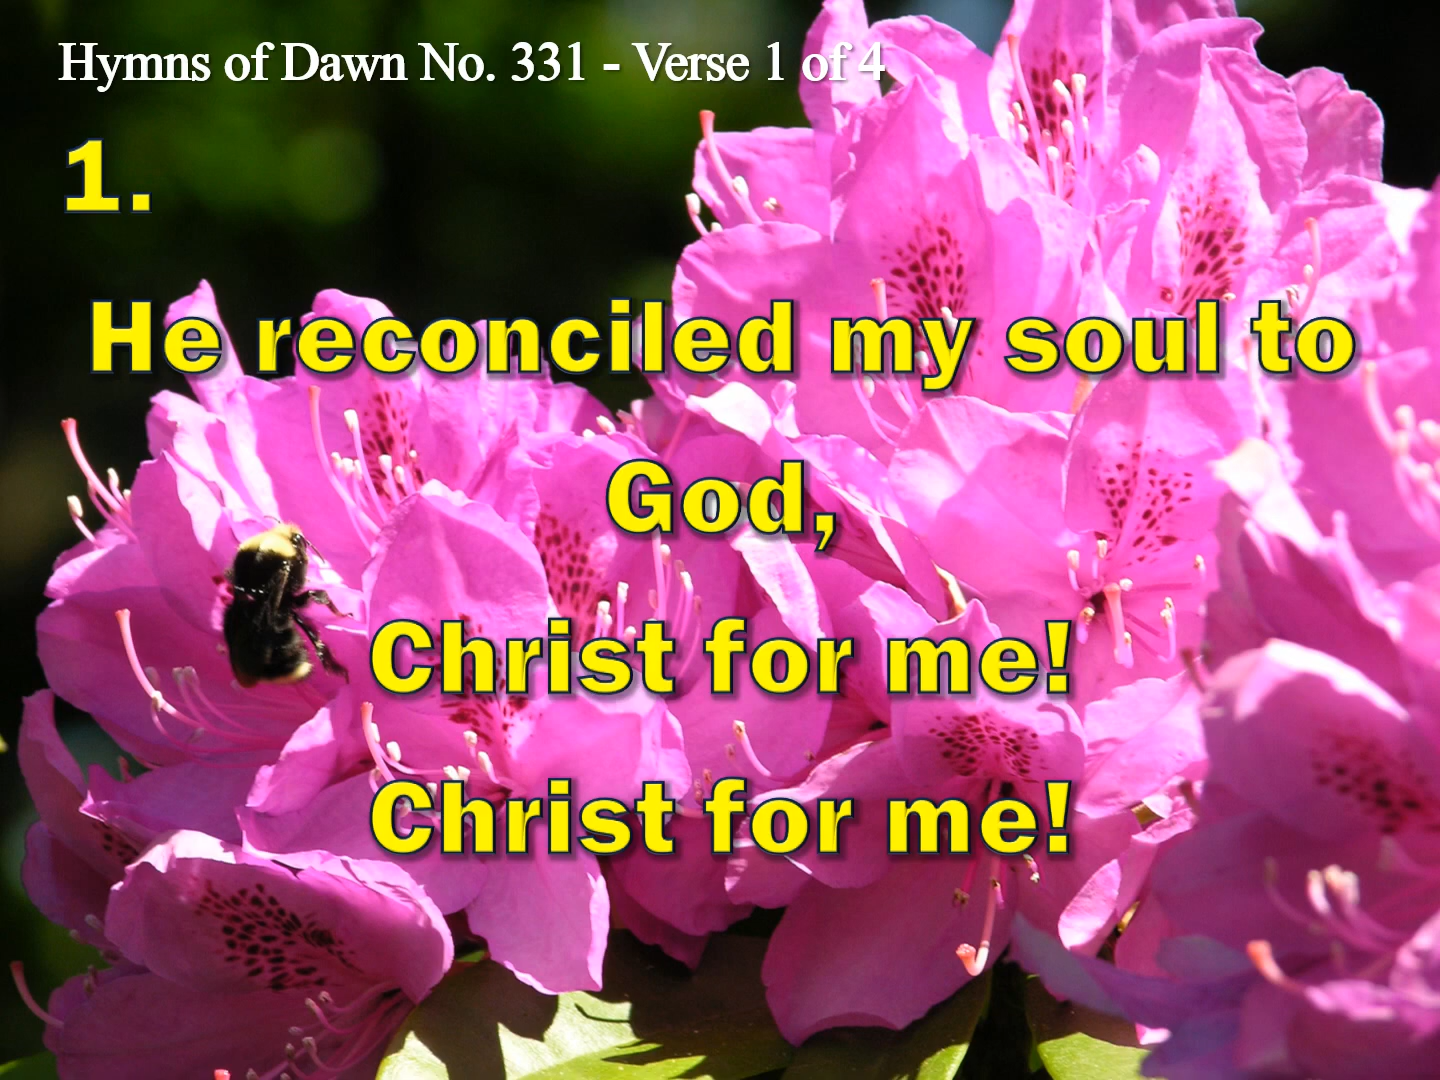 Hymns of Dawn No. 331 - Verse 1 of 4
1.
He reconciled my soul to
God,
Christ for me!
Christ for me!